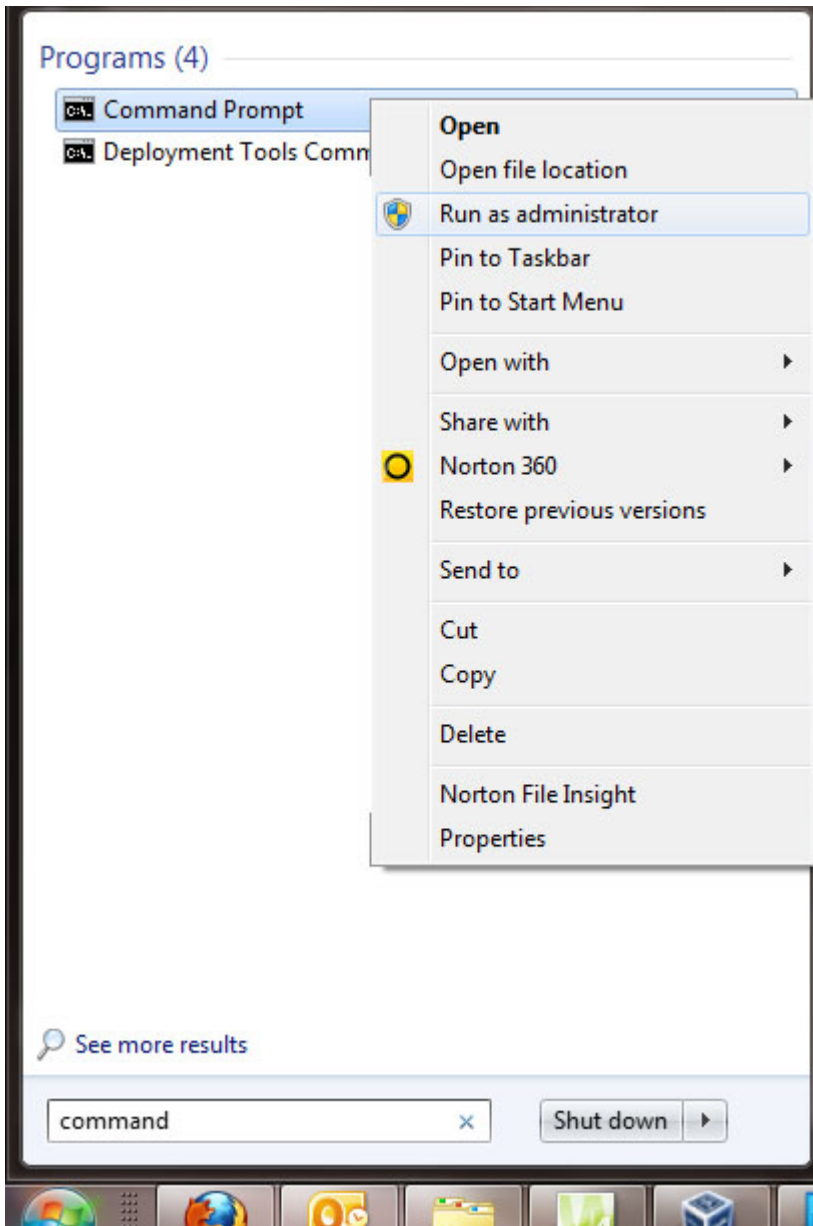 Programs (4)
Command Prompt
Deployment Tools Comm
Open
Open file location
Run as administrator
Pin to Taskbar
Pin to Start Menu
Open with
Share with
Norton 360
Restore previous versions
Send to
Cut
Copy
Delete
Norton File Insight
Properties
See more results
command
Shut down